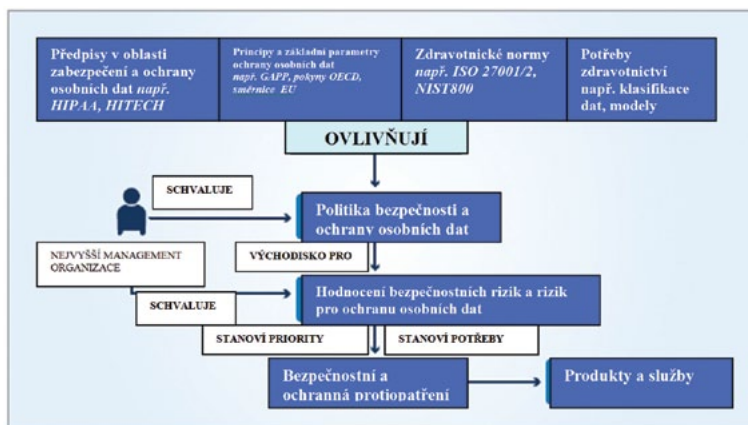 Předpisy v oblasti
zabezpečení a ochrany
osobních dat např.
HIPAA, HITECH
Principy a základní parametry
ochrany osobních dat
např. GAPP, pokyny OECD,
směrnice EU
Zdravotnické normy
např. ISO 27001/2,
NIST800
Potřeby
zdravotnictví
např. klasifikace
dat, modely
OVLIVŇUJÍ
SCHVALUJE
Politika bezpečnosti a
ochrany osobních dat
NEJVYŠŠÍ MANAGEMENT
ORGANIZACE
VÝCHODISKO PRO
SCHVALUJE
Hodnocení bezpečnostních rizik a rizik
pro ochranu osobních dat
STANOVÍ PRIORITY
STANOVÍ POTŘEBY
Bezpečnostní a
ochranná protiopatření
Produkty a služby